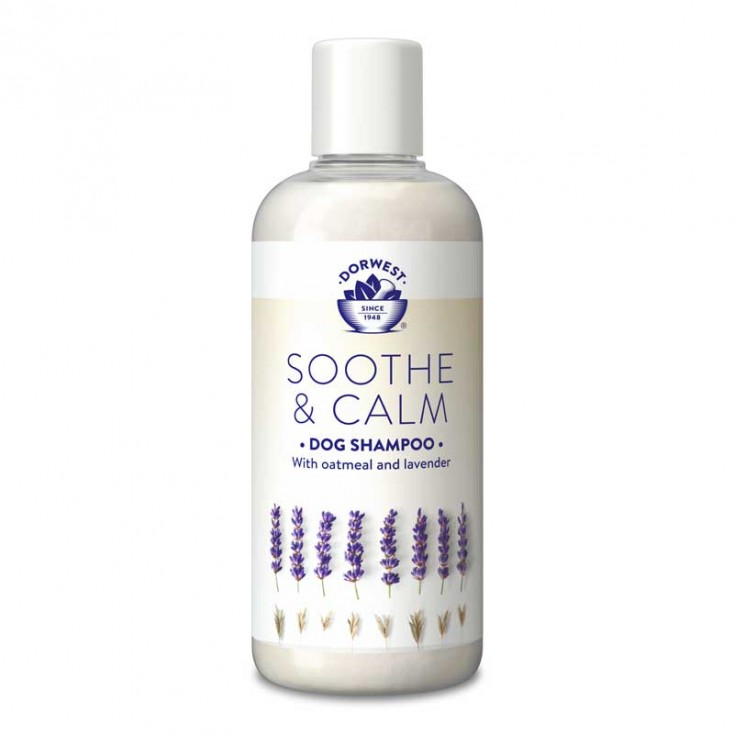 · DORWEST ·
SINCE
1948
®
SOOTHE
& CALM
• DOG SHAMPOO •
With oatmeal and lavender